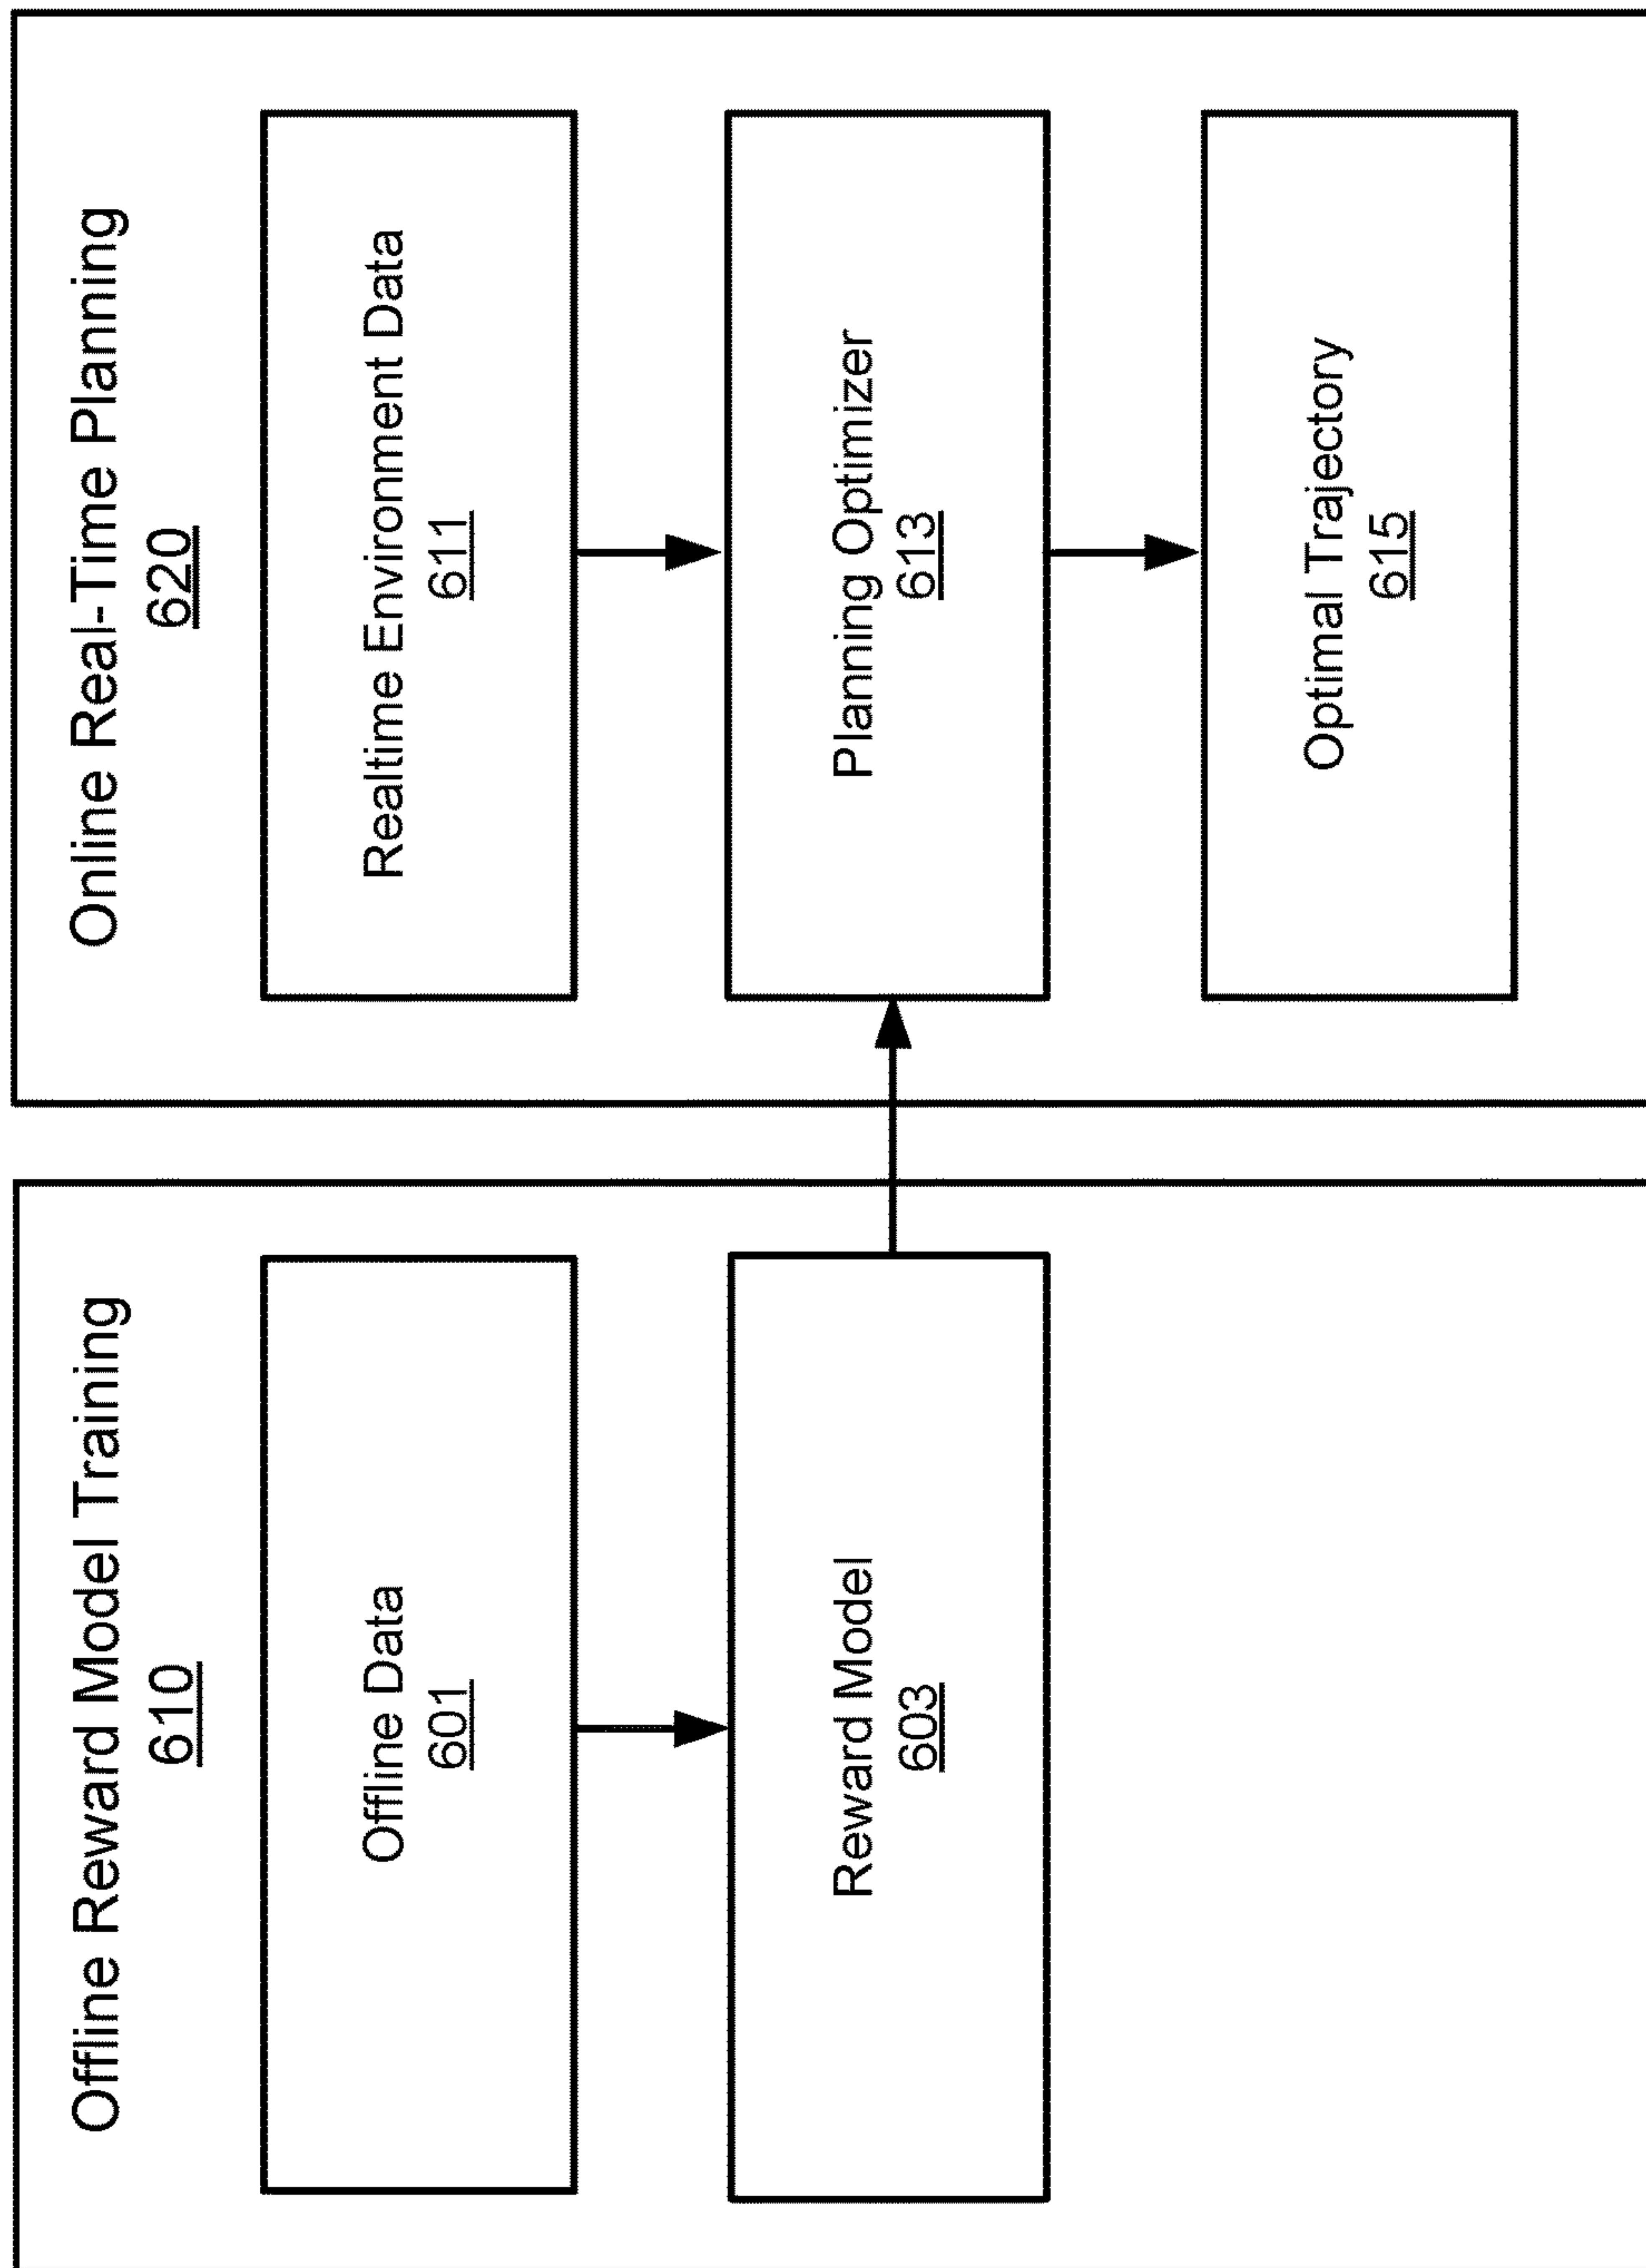 Offline Reward Model Training
610
Offline Data
601
Reward Model
603
Online Real-Time Planning
620
Realtime Environment Data
611
Planning Optimizer
613
Optimal Trajectory
615